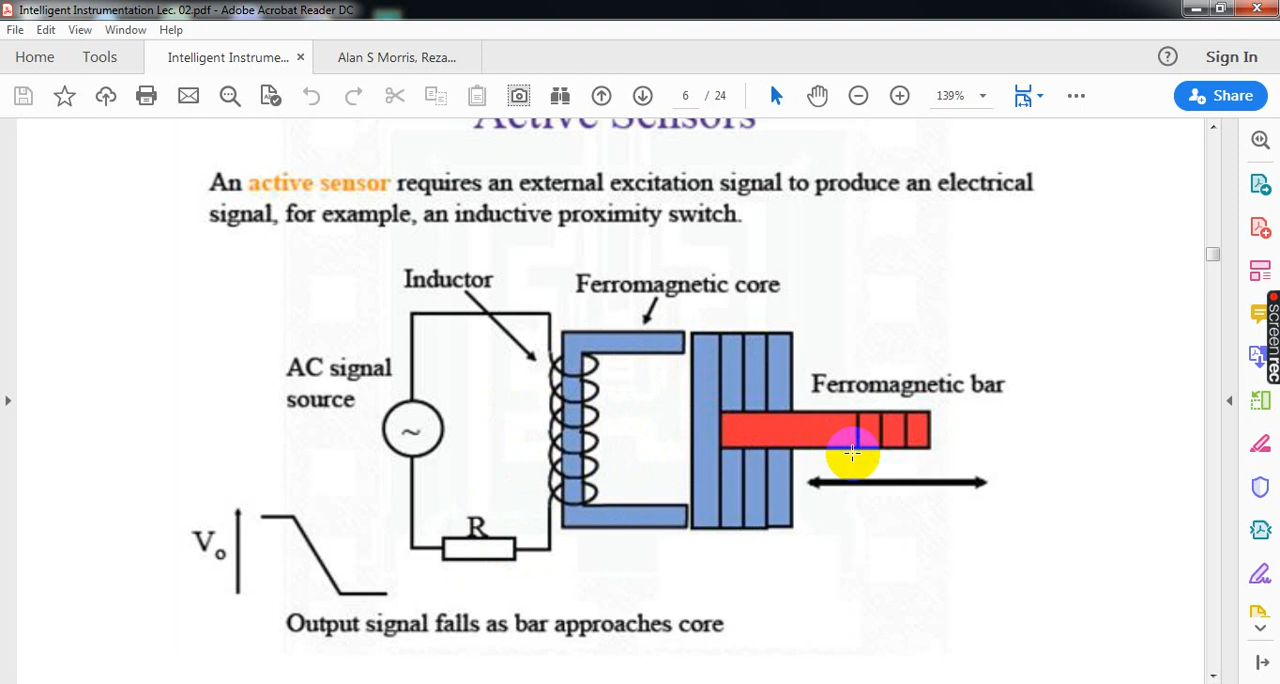 Intelligent Instrumentation Lec. 02.pdf - Adobe Acrobat Reader DC
File Edit View Window Help
Home Tools Intelligent Instrume... × Alan S Morris, Reza... Sign In
6 / 24 139% Share
Active Sensors
An active sensor requires an external excitation signal to produce an electrical
signal, for example, an inductive proximity switch.
Inductor
Ferromagnetic core
AC signal
source
Ferromagnetic bar
~
R
Vo
Output signal falls as bar approaches core
screenrec